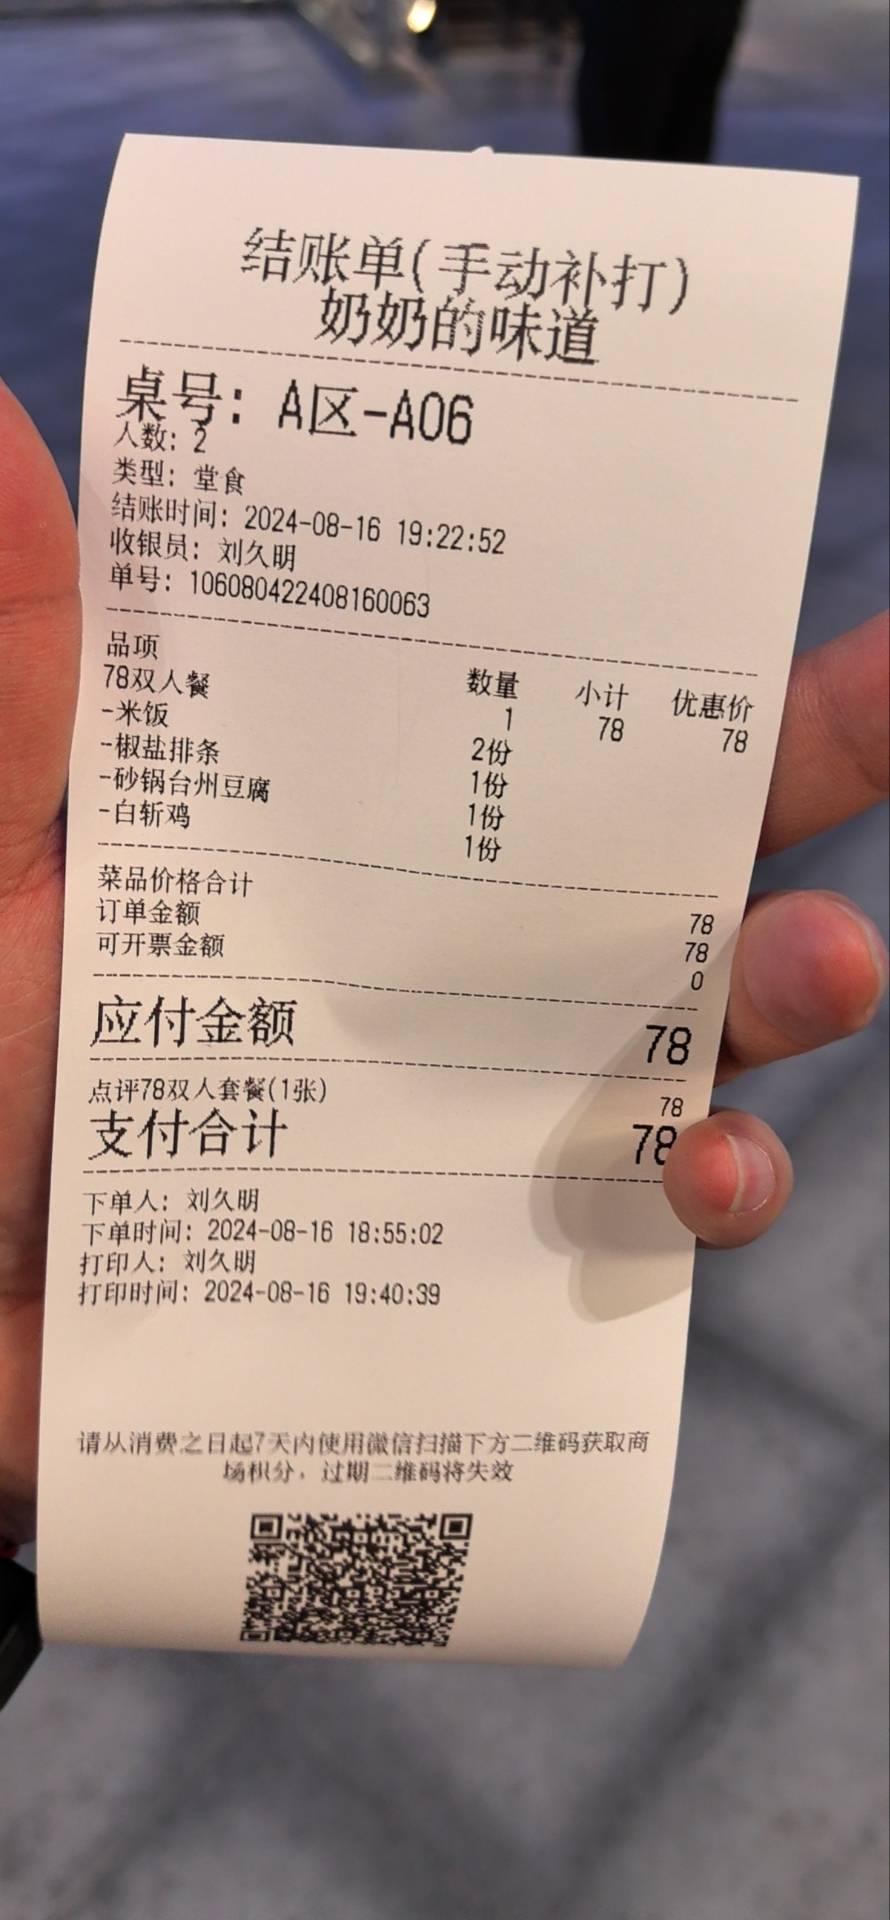 结账单(手动补打)
奶奶的味道
桌号: A区-A06
人数: 2
类型: 堂食
结账时间: 2024-08-16 19:22:52
收银员: 刘久明
单号: 106080422408160063
品项 数量 小计 优惠价
78双人餐 1 78 78
-米饭 2份
-椒盐排条 1份
-砂锅台州豆腐 1份
-白斩鸡 1份
菜品价格合计 78
订单金额 78
可开票金额 0
应付金额 78
点评78双人套餐(1张) 78
支付合计 78
下单人: 刘久明
下单时间: 2024-08-16 18:55:02
打印人: 刘久明
打印时间: 2024-08-16 19:40:39
请从消费之日起7天内使用微信扫描下方二维码获取商
场积分，过期二维码将失效